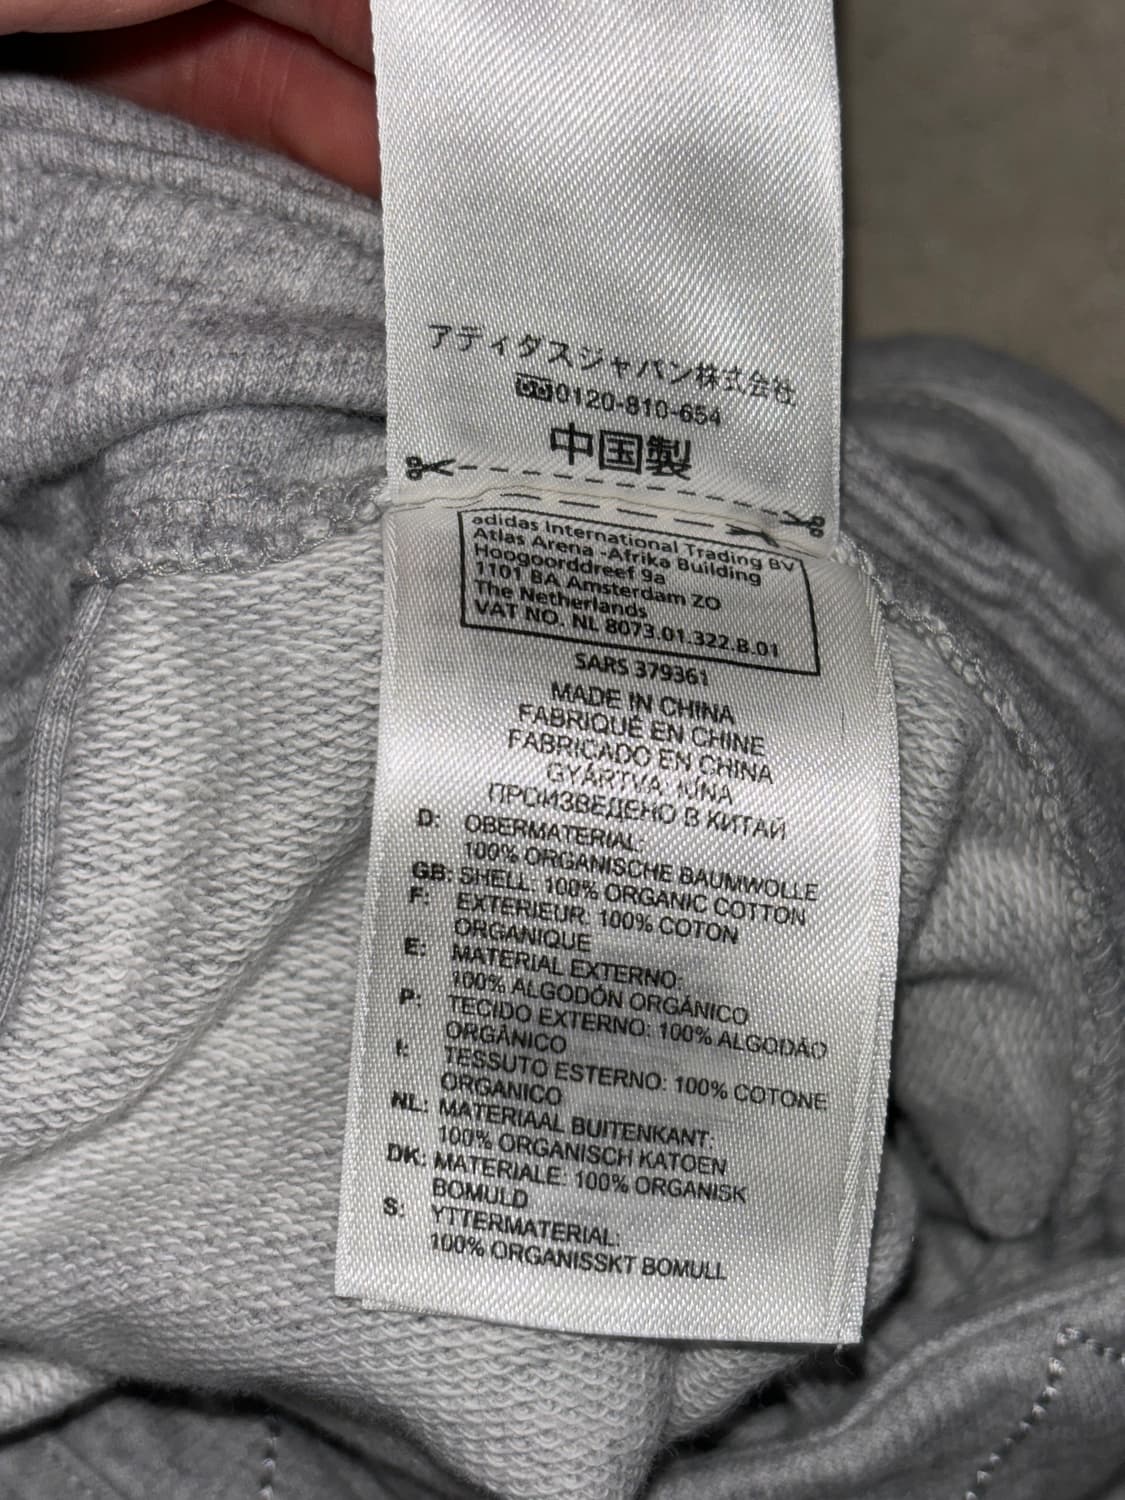 アディダスジャパン株式会社
0120-810-654
中国製
adidas International Trading BV
Atlas Arena -Afrika Building
Hoogoorddreef 9a
1101 BA Amsterdam ZO
The Netherlands
VAT NO. NL 8073.01.322.B.01
SARS 379361
MADE IN CHINA
FABRIQUÉ EN CHINE
FABRICADO EN CHINA
GYÁRTVA: KÍNA
ПРОИЗВЕДЕНО В КИТАЙ
D: OBERMATERIAL:
100% ORGANISCHE BAUMWOLLE
GB: SHELL: 100% ORGANIC COTTON
F: EXTERIEUR: 100% COTON
ORGANIQUE
E: MATERIAL EXTERNO:
100% ALGODÓN ORGÁNICO
P: TECIDO EXTERNO: 100% ALGODÃO
ORGÂNICO
I: TESSUTO ESTERNO: 100% COTONE
ORGANICO
NL: MATERIAAL BUITENKANT:
100% ORGANISCH KATOEN
DK: MATERIALE: 100% ORGANISK
BOMULD
S: YTTERMATERIAL:
100% ORGANISSKT BOMULL